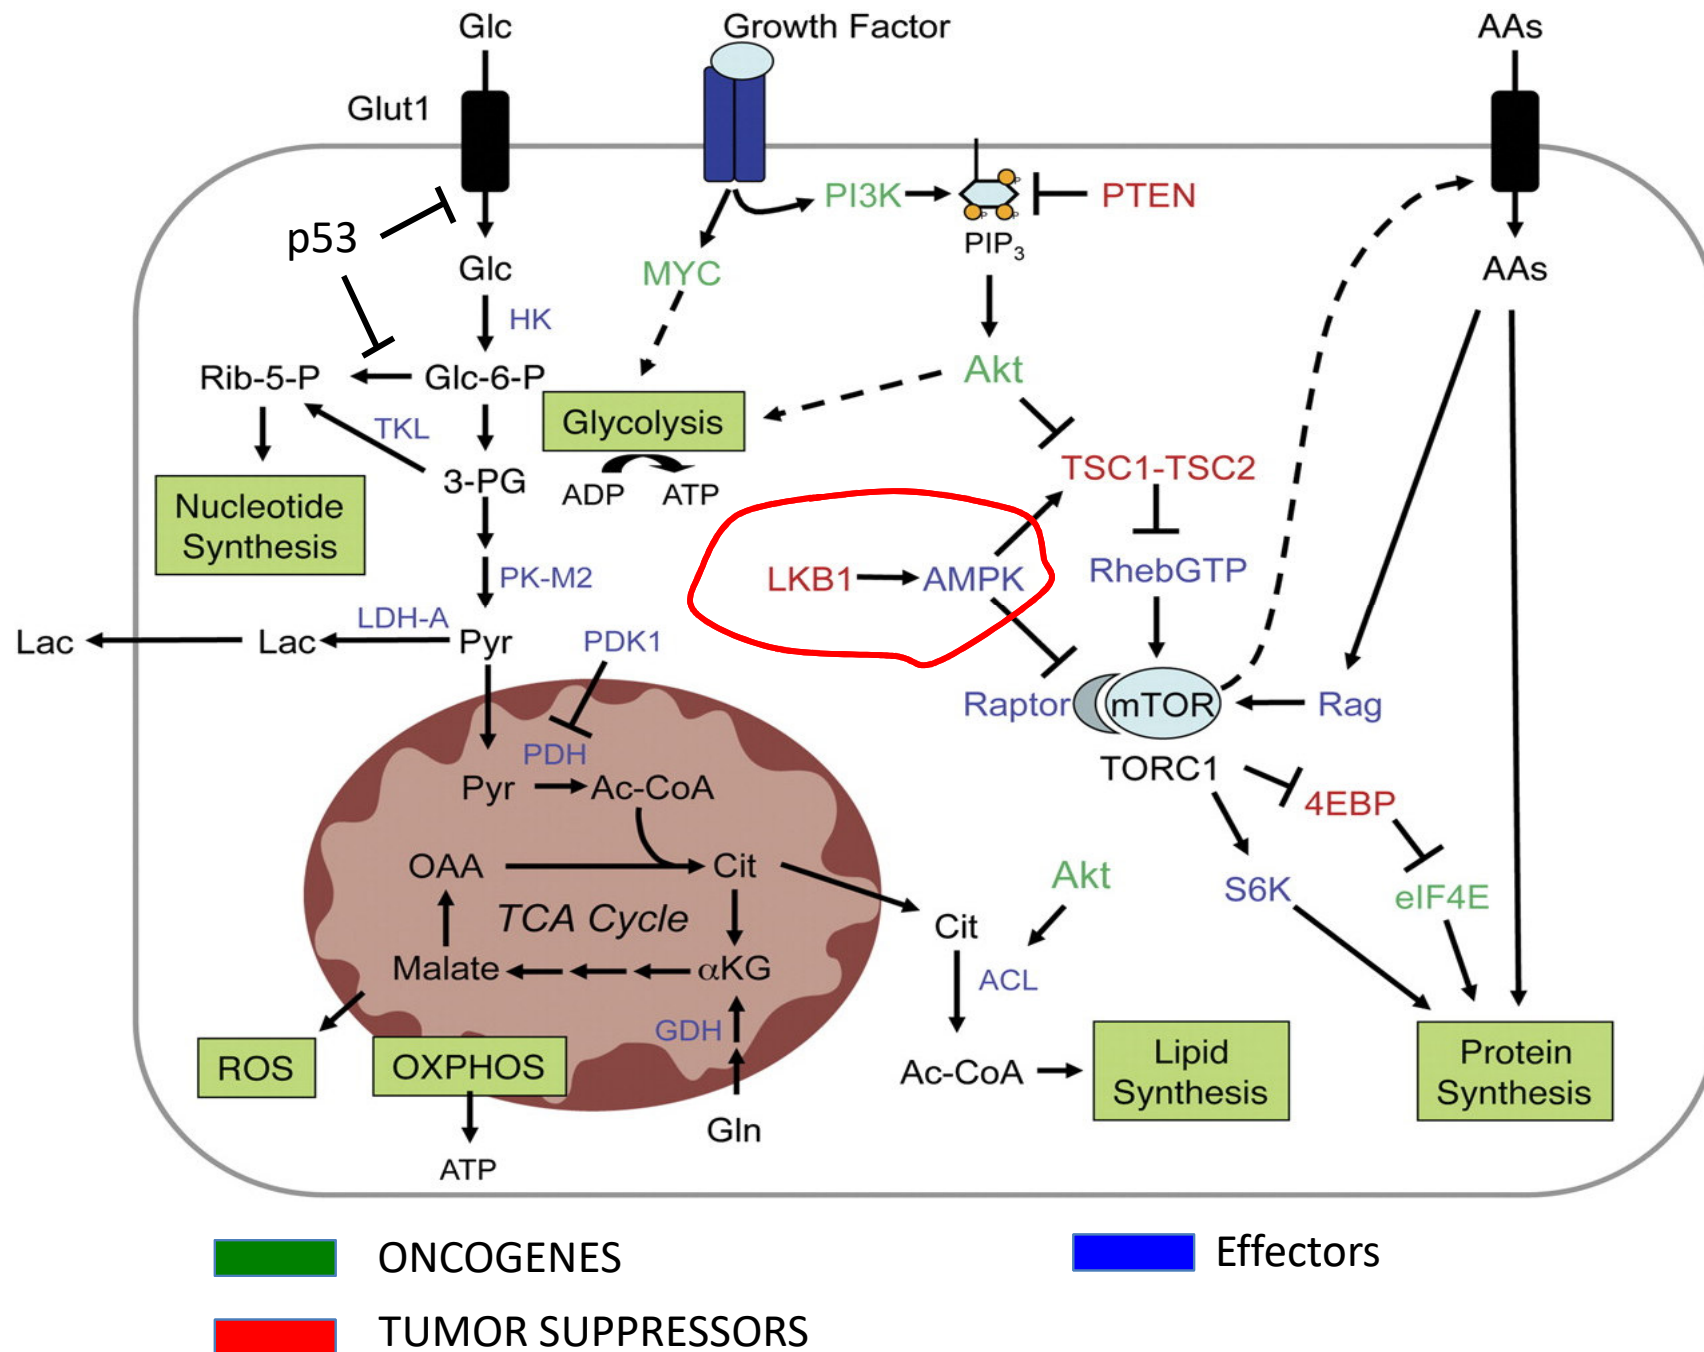 Glc
Growth Factor
AAs
Glut1
PI3K
PTEN
p53
PIP3
Glc
MYC
AAs
HK
Rib-5-P
Glc-6-P
Akt
Glycolysis
TKL
TSC1-TSC2
3-PG
ADP
ATP
Nucleotide
Synthesis
LKB1
AMPK
RhebGTP
PK-M2
LDH-A
Lac
Lac
Pyr
PDK1
Raptor
mTOR
Rag
PDH
TORC1
Pyr
Ac-CoA
4EBP
OAA
Cit
Akt
S6K
eIF4E
TCA Cycle
Cit
Malate
αKG
ACL
GDH
ROS
OXPHOS
Ac-CoA
Lipid
Synthesis
Protein
Synthesis
Gln
ATP
P
P
P
ONCOGENES
Effectors
TUMOR SUPPRESSORS